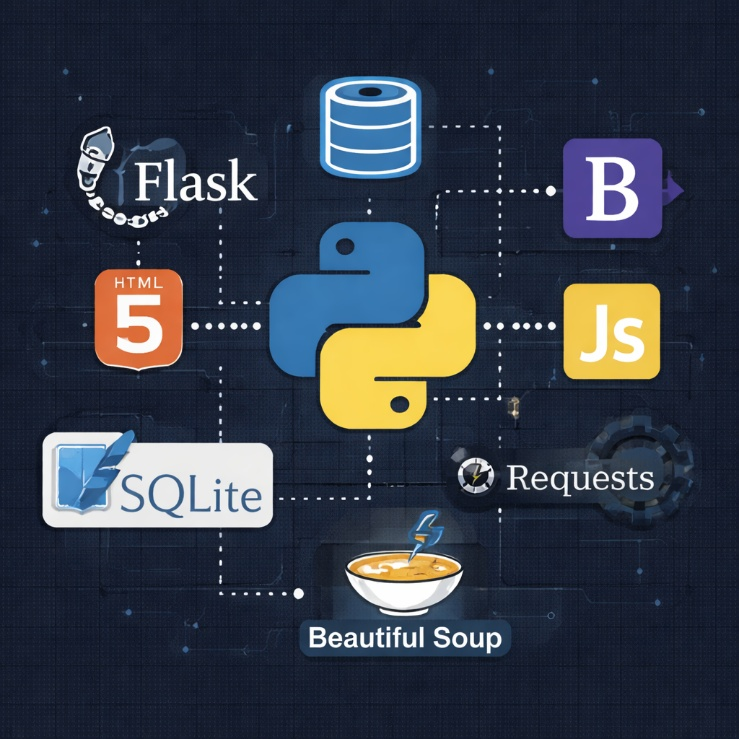 Flask
B
HTML
5
Js
SQLite
Requests
Beautiful Soup